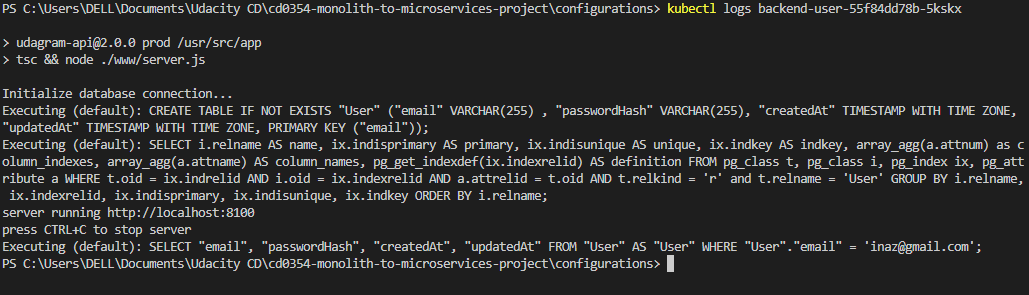 PS C:\Users\DELL\Documents\Udacity CD\cd0354-monolith-to-microservices-project\configurations> kubectl logs backend-user-55f84dd78b-5kskx
> udagram-api@2.0.0 prod /usr/src/app
> tsc && node ./www/server.js
Initialize database connection...
Executing (default): CREATE TABLE IF NOT EXISTS "User" ("email" VARCHAR(255) , "passwordHash" VARCHAR(255), "createdAt" TIMESTAMP WITH TIME ZONE,
"updatedAt" TIMESTAMP WITH TIME ZONE, PRIMARY KEY ("email"));
Executing (default): SELECT i.relname AS name, ix.indisprimary AS primary, ix.indisunique AS unique, ix.indkey AS indkey, array_agg(a.attnum) as c
olumn_indexes, array_agg(a.attname) AS column_names, pg_get_indexdef(ix.indexrelid) AS definition FROM pg_class t, pg_class i, pg_index ix, pg_att
ribute a WHERE t.oid = ix.indrelid AND i.oid = ix.indexrelid AND a.attrelid = t.oid AND t.relkind = 'r' and t.relname = 'User' GROUP BY i.relname,
ix.indexrelid, ix.indisprimary, ix.indisunique, ix.indkey ORDER BY i.relname;
server running http://localhost:8100
press CTRL+C to stop server
Executing (default): SELECT "email", "passwordHash", "createdAt", "updatedAt" FROM "User" AS "User" WHERE "User"."email" = 'inaz@gmail.com';
PS C:\Users\DELL\Documents\Udacity CD\cd0354-monolith-to-microservices-project\configurations>